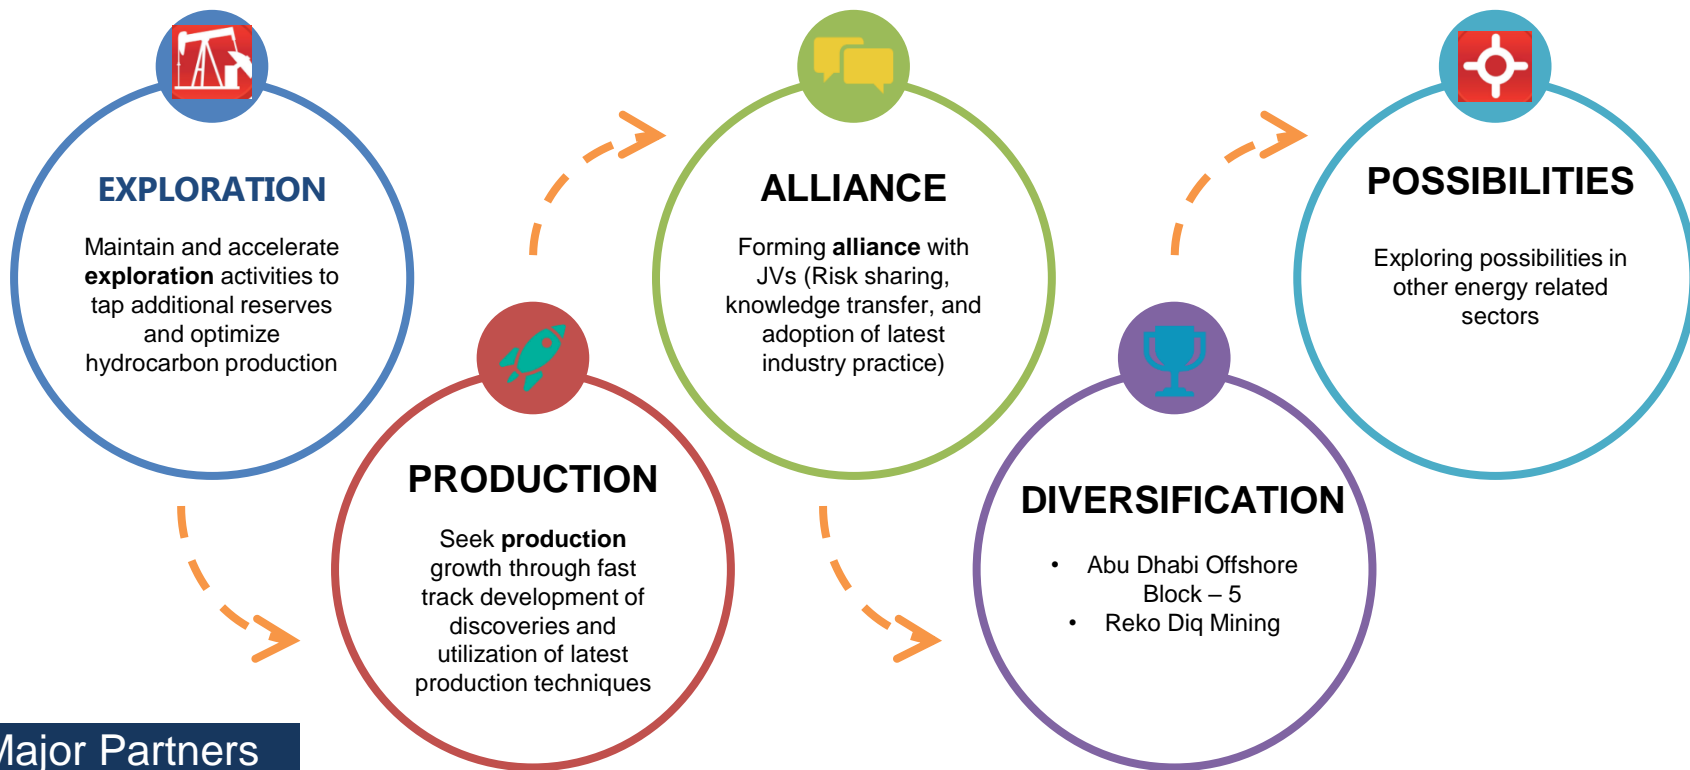 EXPLORATION
Maintain and accelerate
exploration activities to
tap additional reserves
and optimize
hydrocarbon production
PRODUCTION
Seek production
growth through fast
track development of
discoveries and
utilization of latest
production techniques
ALLIANCE
Forming alliance with
JVs (Risk sharing,
knowledge transfer, and
adoption of latest
industry practice)
DIVERSIFICATION
• Abu Dhabi Offshore
Block – 5
• Reko Diq Mining
POSSIBILITIES
Exploring possibilities in
other energy related
sectors
Major Partners